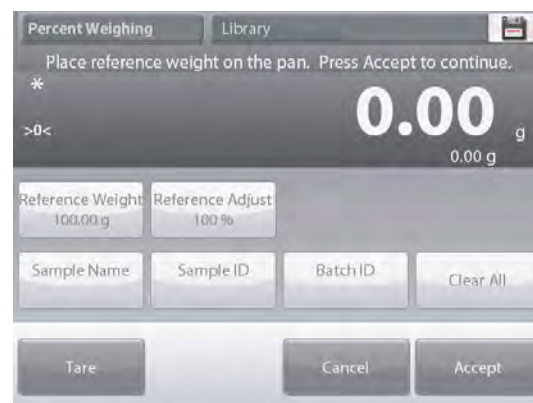 Percent Weighing Library
Place reference weight on the pan. Press Accept to continue.
*
0.00 g
>0<
0.00 g
Reference Weight Reference Adjust
100.00 g 100 %
Sample Name Sample ID Batch ID Clear All
Tare Cancel Accept